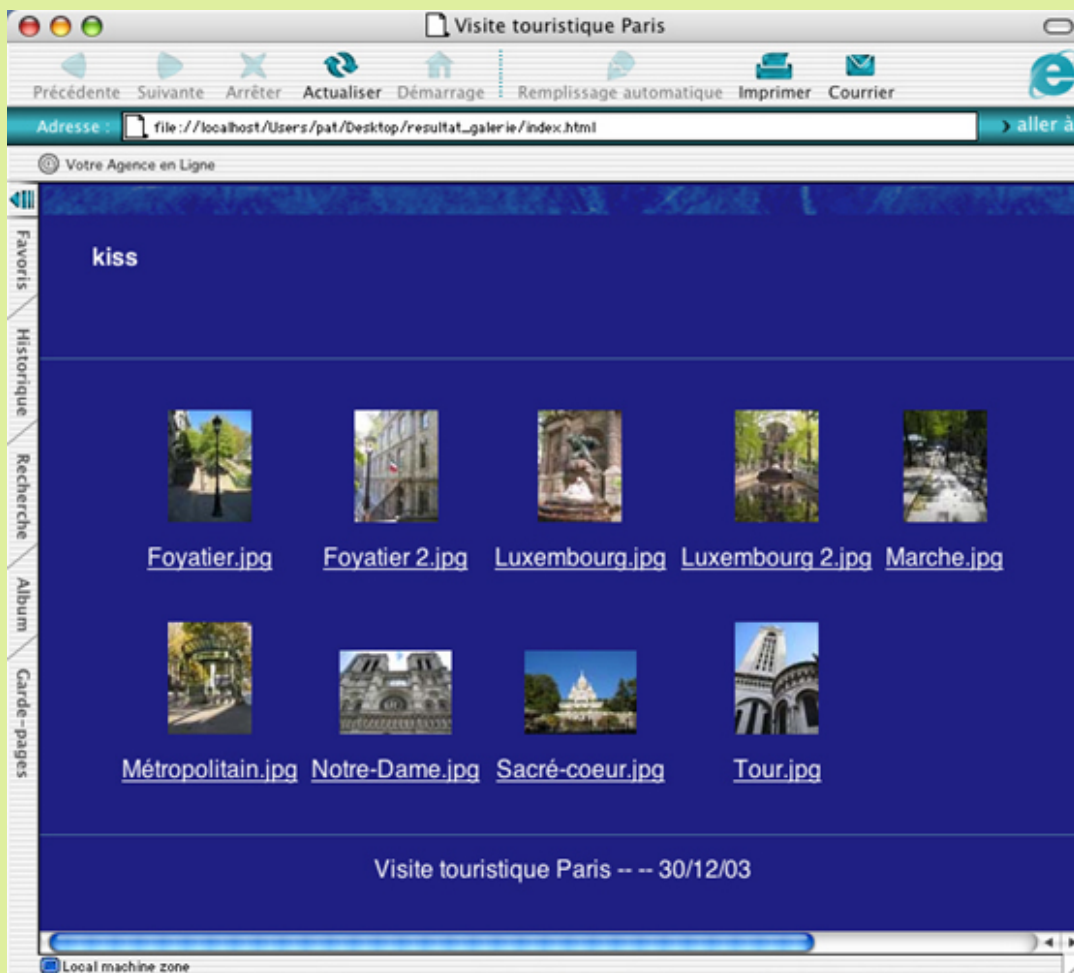 Visite touristique Paris
Précédente Suivante Arrêter Actualiser Démarrage Remplissage automatique Imprimer Courrier
Adresse : file://localhost/Users/pat/Desktop/resultat_galerie/index.html aller à
Votre Agence en Ligne
Favoris
Historique
Recherche
Album
Garde-pages
kiss
Foyatier.jpg Foyatier 2.jpg Luxembourg.jpg Luxembourg 2.jpg Marche.jpg
Métropolitain.jpg Notre-Dame.jpg Sacré-coeur.jpg Tour.jpg
Visite touristique Paris -- -- 30/12/03
Local machine zone